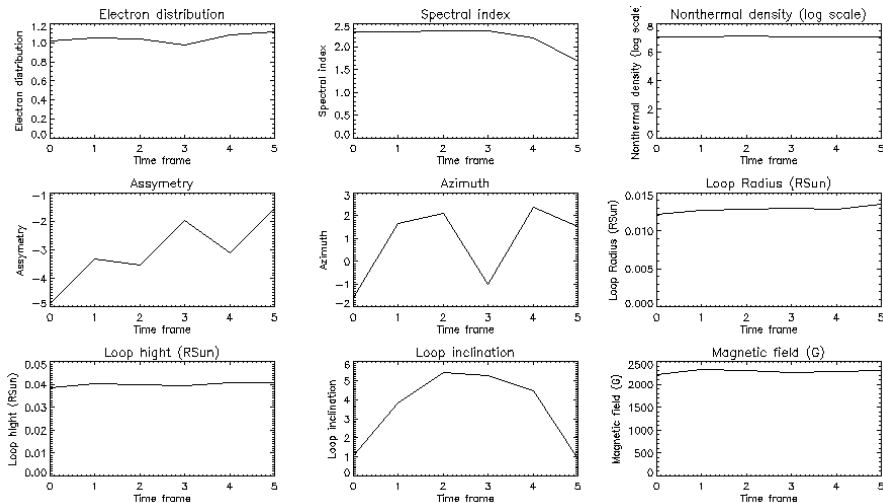 Electron distribution
Spectral index
Nonthermal density (log scale)
Electron distribution
1.2
1.0
0.8
0.6
0.4
0.2
0.0
0 1 2 3 4 5
Time frame
Spectral index
2.5
2.0
1.5
1.0
0.5
0.0
0 1 2 3 4 5
Time frame
Nonthermal density (log scale)
8
6
4
2
0
0 1 2 3 4 5
Time frame
Assymetry
Azimuth
Loop Radius (RSun)
Assymetry
−1
−2
−3
−4
−5
0 1 2 3 4 5
Time frame
Azimuth
3
2
1
0
−1
−2
0 1 2 3 4 5
Time frame
Loop Radius (RSun)
0.015
0.010
0.005
0.000
0 1 2 3 4 5
Time frame
Loop hight (RSun)
Loop inclination
Magnetic field (G)
Loop hight (RSun)
0.05
0.04
0.03
0.02
0.01
0.00
0 1 2 3 4 5
Time frame
Loop inclination
6
5
4
3
2
1
0
0 1 2 3 4 5
Time frame
Magnetic field (G)
2500
2000
1500
1000
500
0
0 1 2 3 4 5
Time frame